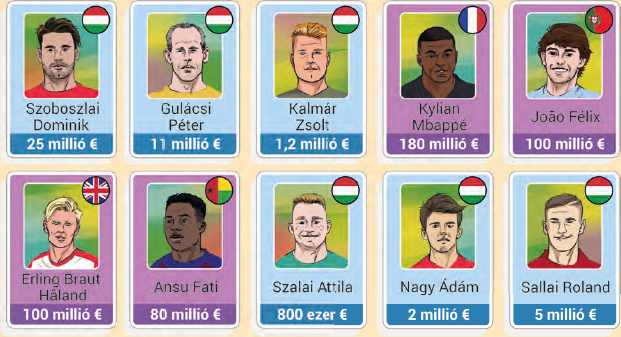 Szoboszlai
Dominik
25 millió €
Gulácsi
Péter
11 millió €
Kalmár
Zsolt
1,2 millió €
Kylian
Mbappé
180 millió €
João Félix
100 millió €
Erling Braut
Håland
100 millió €
Ansu Fati
80 millió €
Szalai Attila
800 ezer €
Nagy Ádám
2 millió €
Sallai Roland
5 millió €